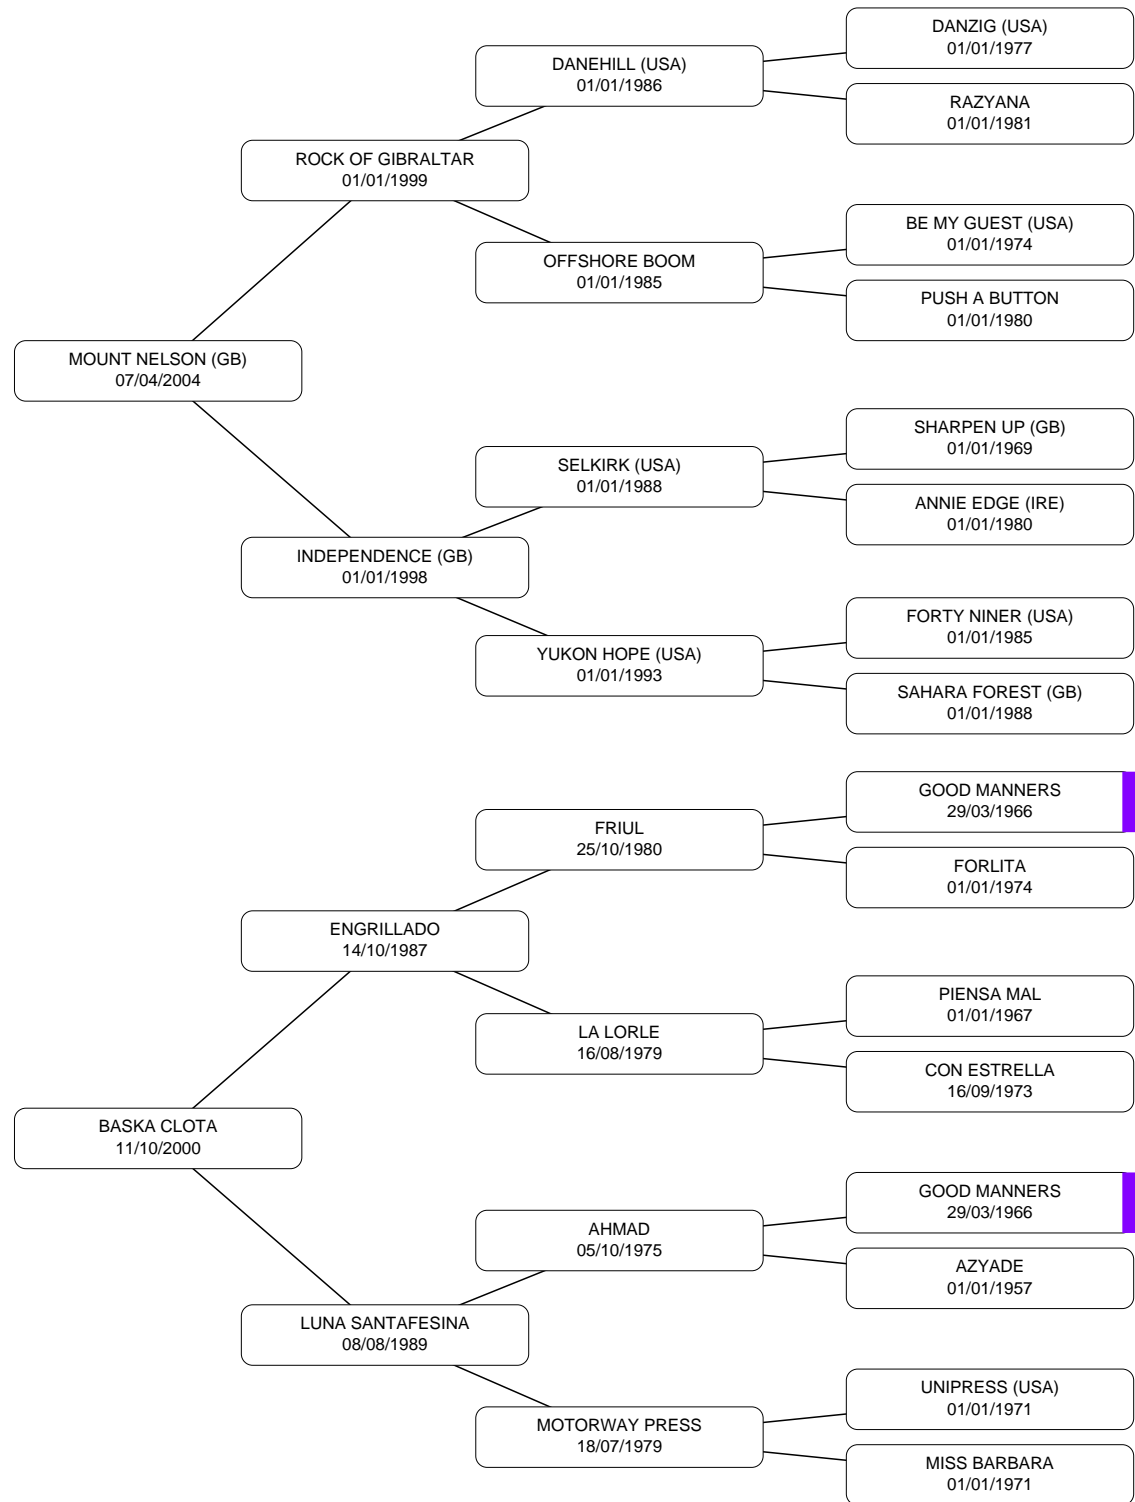 DANZIG (USA)
01/01/1977
DANEHILL (USA)
01/01/1986
RAZYANA
01/01/1981
ROCK OF GIBRALTAR
01/01/1999
BE MY GUEST (USA)
01/01/1974
OFFSHORE BOOM
01/01/1985
PUSH A BUTTON
01/01/1980
MOUNT NELSON (GB)
07/04/2004
SHARPEN UP (GB)
01/01/1969
SELKIRK (USA)
01/01/1988
ANNIE EDGE (IRE)
01/01/1980
INDEPENDENCE (GB)
01/01/1998
FORTY NINER (USA)
01/01/1985
YUKON HOPE (USA)
01/01/1993
SAHARA FOREST (GB)
01/01/1988
GOOD MANNERS
29/03/1966
FRIUL
25/10/1980
FORLITA
01/01/1974
ENGRILLADO
14/10/1987
PIENSA MAL
01/01/1967
LA LORLE
16/08/1979
CON ESTRELLA
16/09/1973
BASKA CLOTA
11/10/2000
GOOD MANNERS
29/03/1966
AHMAD
05/10/1975
AZYADE
01/01/1957
LUNA SANTAFESINA
08/08/1989
UNIPRESS (USA)
01/01/1971
MOTORWAY PRESS
18/07/1979
MISS BARBARA
01/01/1971